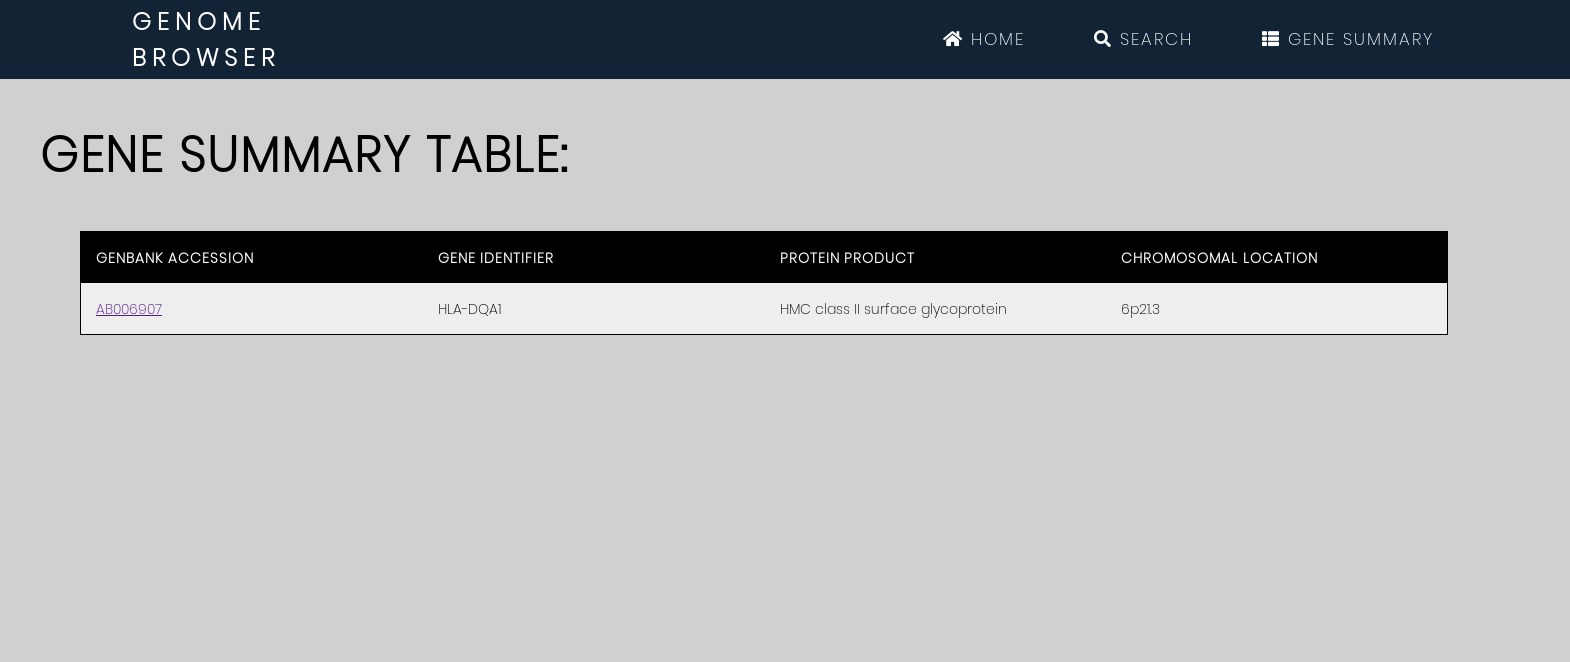 GENOME
BROWSER
HOME
SEARCH
GENE SUMMARY
GENE SUMMARY TABLE:
GENBANK ACCESSION GENE IDENTIFIER PROTEIN PRODUCT CHROMOSOMAL LOCATION
AB006907 HLA-DQA1 HMC class II surface glycoprotein 6p21.3